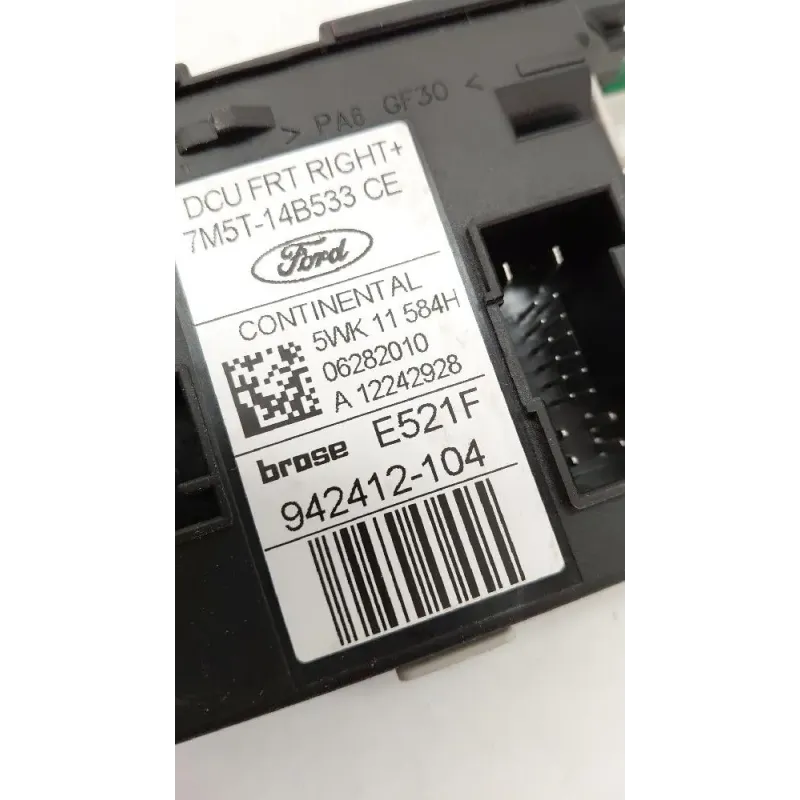 > PA6 GF30 <
DCU FRT RIGHT+
7M5T-14B533 CE
Ford
CONTINENTAL
5WK 11 584H
06282010
A 12242928
brose E521F
942412-104